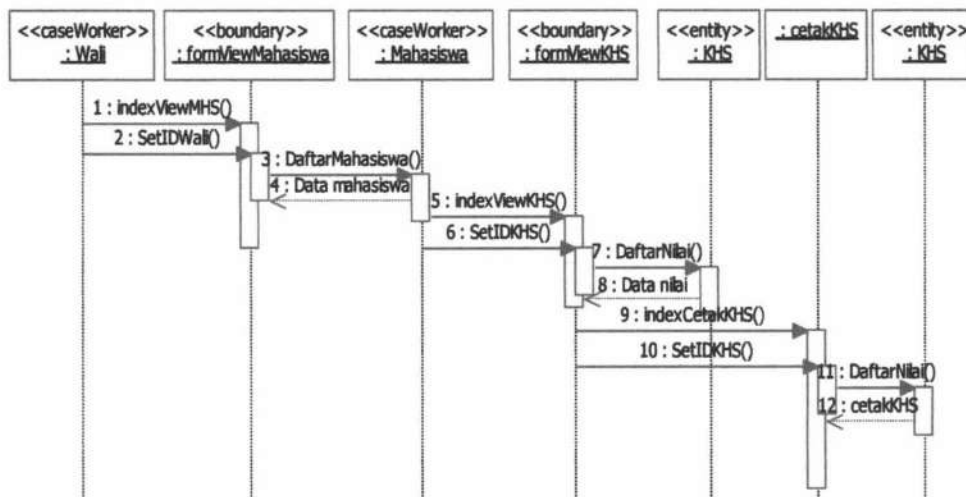 <<caseWorker>>
: Wali
<<boundary>>
: formViewMahasiswa
<<caseWorker>>
: Mahasiswa
<<boundary>>
: formViewKHS
<<entity>>
: KHS
: cetakKHS
<<entity>>
: KHS
1 : indexViewMHS()
2 : SetIDWali()
3 : DaftarMahasiswa()
4 : Data mahasiswa
5 : indexViewKHS()
6 : SetIDKHS()
7 : DaftarNilai()
8 : Data nilai
9 : indexCetakKHS()
10 : SetIDKHS()
11 : DaftarNilai()
12 : cetakKHS